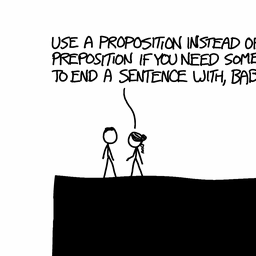 USE A PROPOSITION INSTEAD OF
PREPOSITION IF YOU NEED SOME
TO END A SENTENCE WITH, BAB